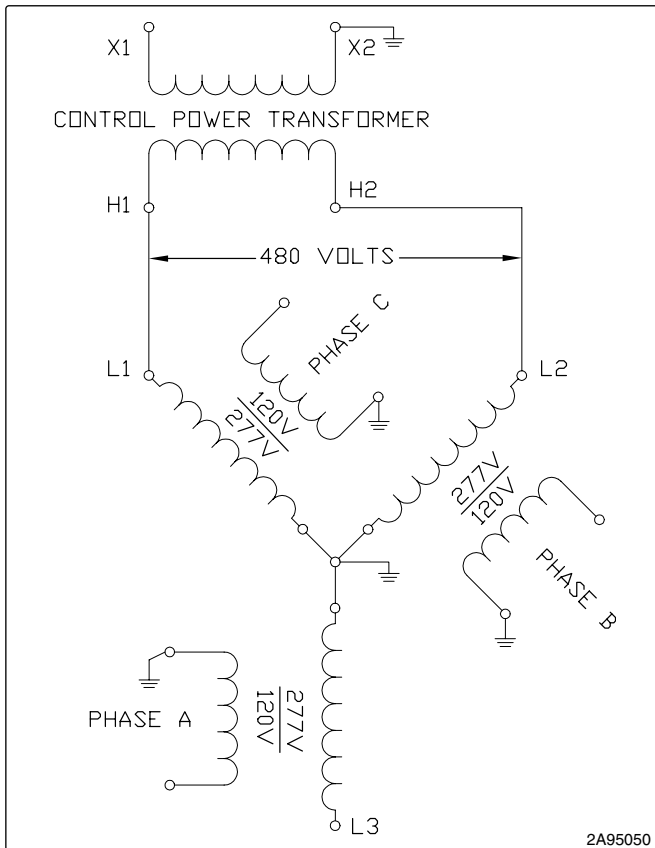 X1
X2
CONTROL POWER TRANSFORMER
H1
H2
480 VOLTS
PHASE C
L1
L2
120V
277V
277V
120V
PHASE B
PHASE A
277V
120V
L3
2A95050